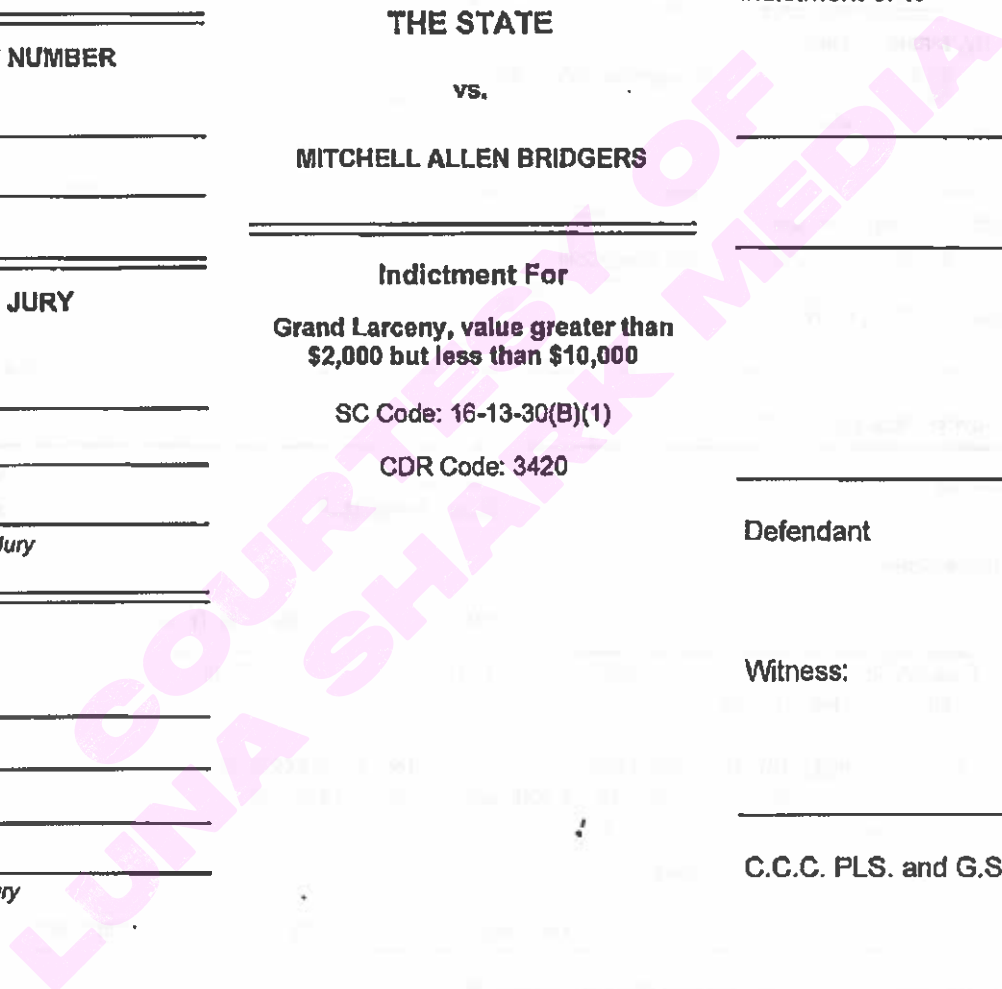 NUMBER
JURY
Jury
THE STATE
vs.
MITCHELL ALLEN BRIDGERS
Indictment For
Grand Larceny, value greater than
$2,000 but less than $10,000
SC Code: 16-13-30(B)(1)
CDR Code: 3420
Defendant
Witness:
C.C.C. PLS. and G.S
COURTESY OF
LUNA SHARK MEDIA